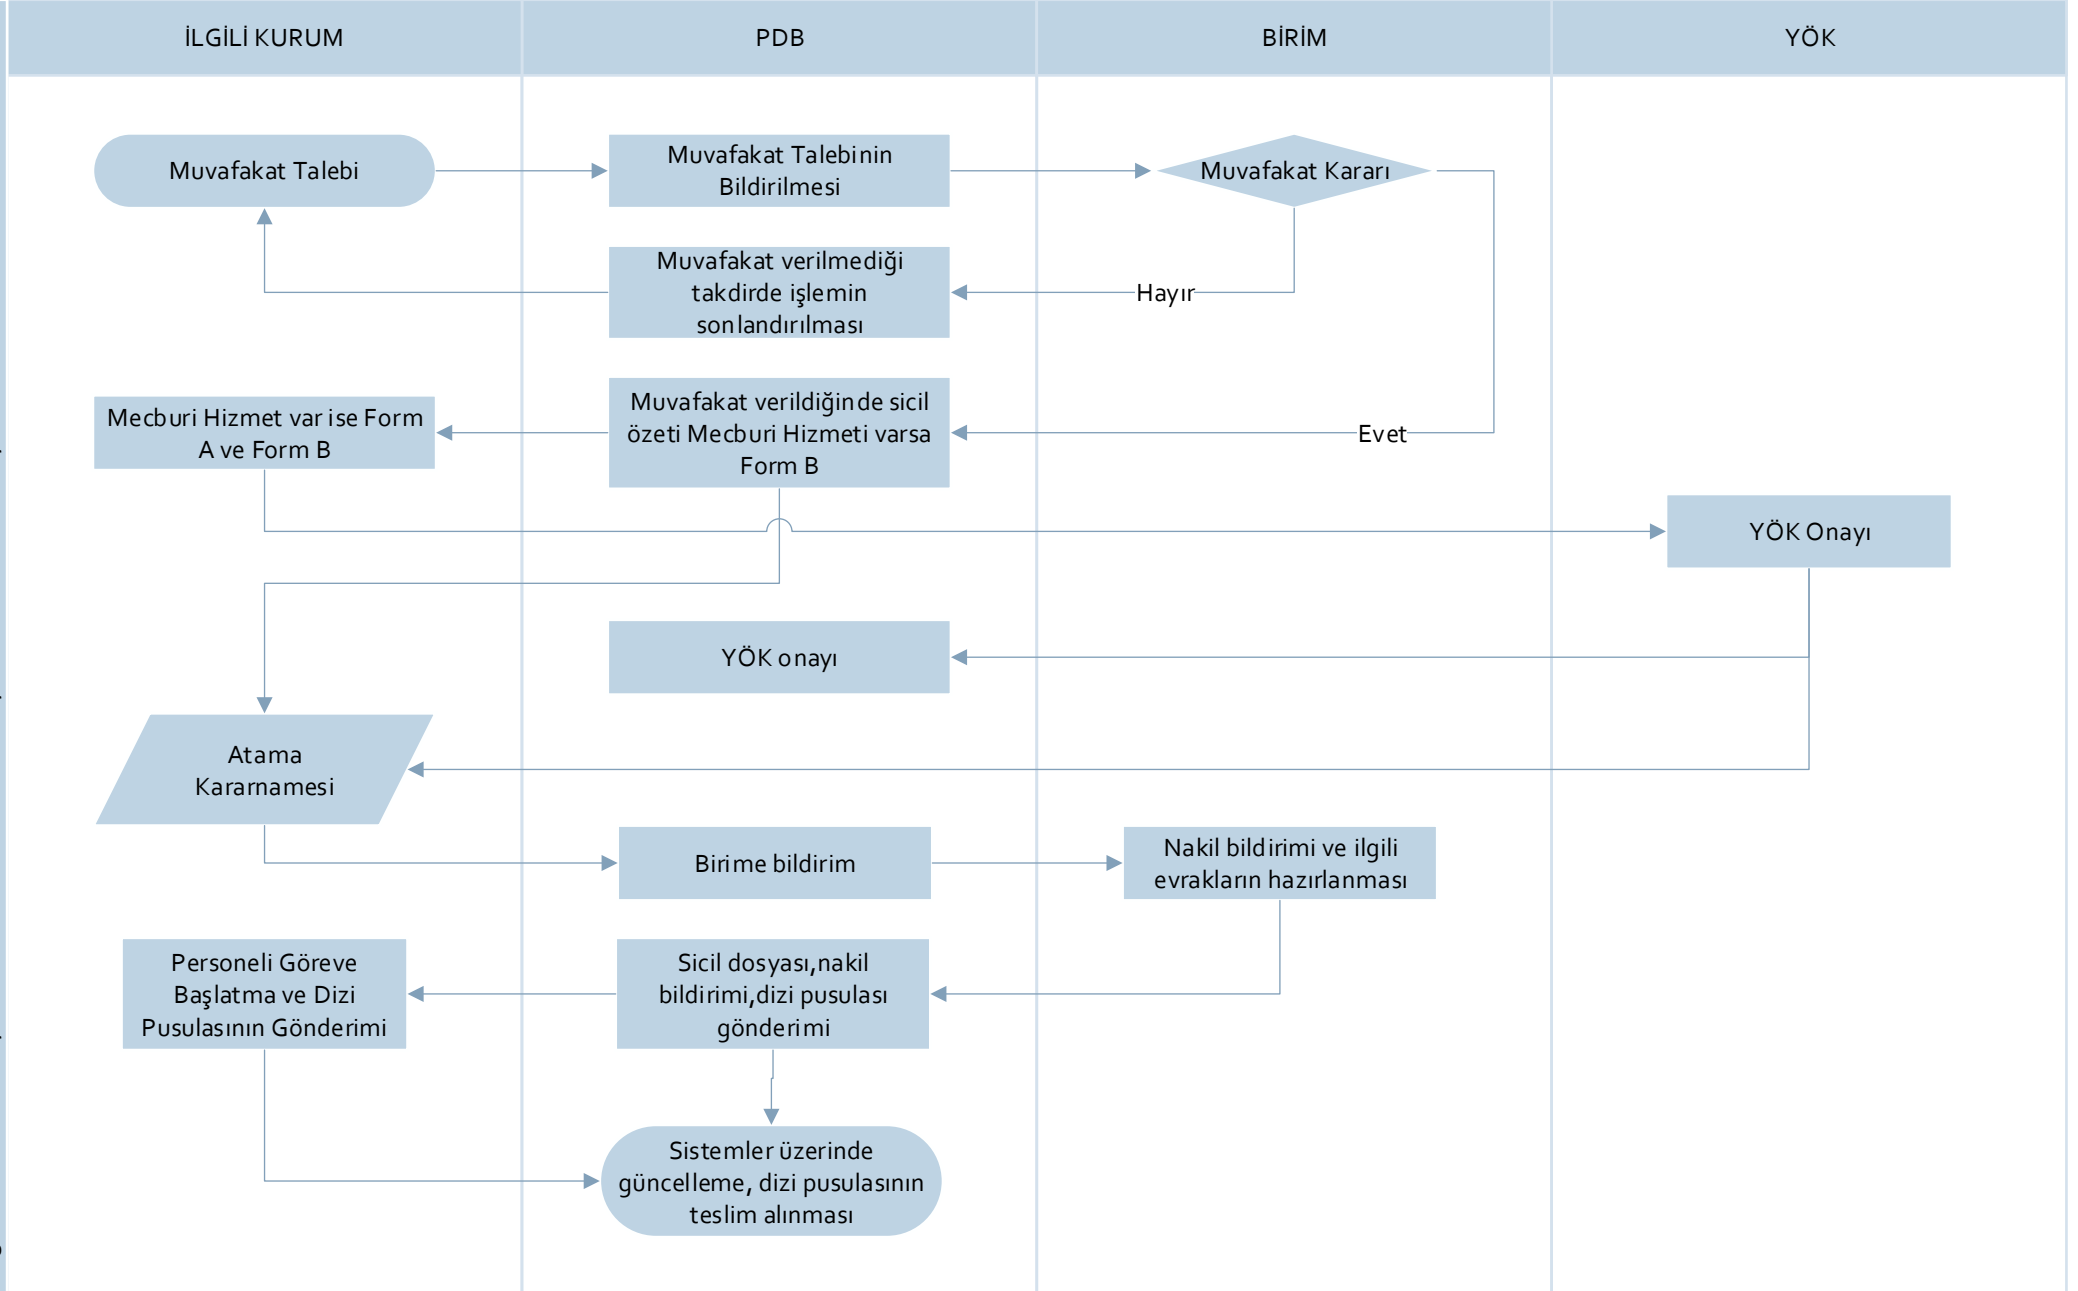 İLGİLİ KURUM
PDB
BİRİM
YÖK
Muvafakat Talebi
Muvafakat Talebinin
Bildirilmesi
Muvafakat Kararı
Muvafakat verilmediği
takdirde işlemin
sonlandırılması
Hayır
Mecburi Hizmet var ise Form
A ve Form B
Muvafakat verildiğinde sicil
özeti Mecburi Hizmeti varsa
Form B
Evet
YÖK Onayı
YÖK onayı
Atama
Kararnamesi
Birime bildirim
Nakil bildirimi ve ilgili
evrakların hazırlanması
Personeli Göreve
Başlatma ve Dizi
Pusulasının Gönderimi
Sicil dosyası,nakil
bildirimi,dizi pusulası
gönderimi
Sistemler üzerinde
güncelleme, dizi pusulasının
teslim alınması